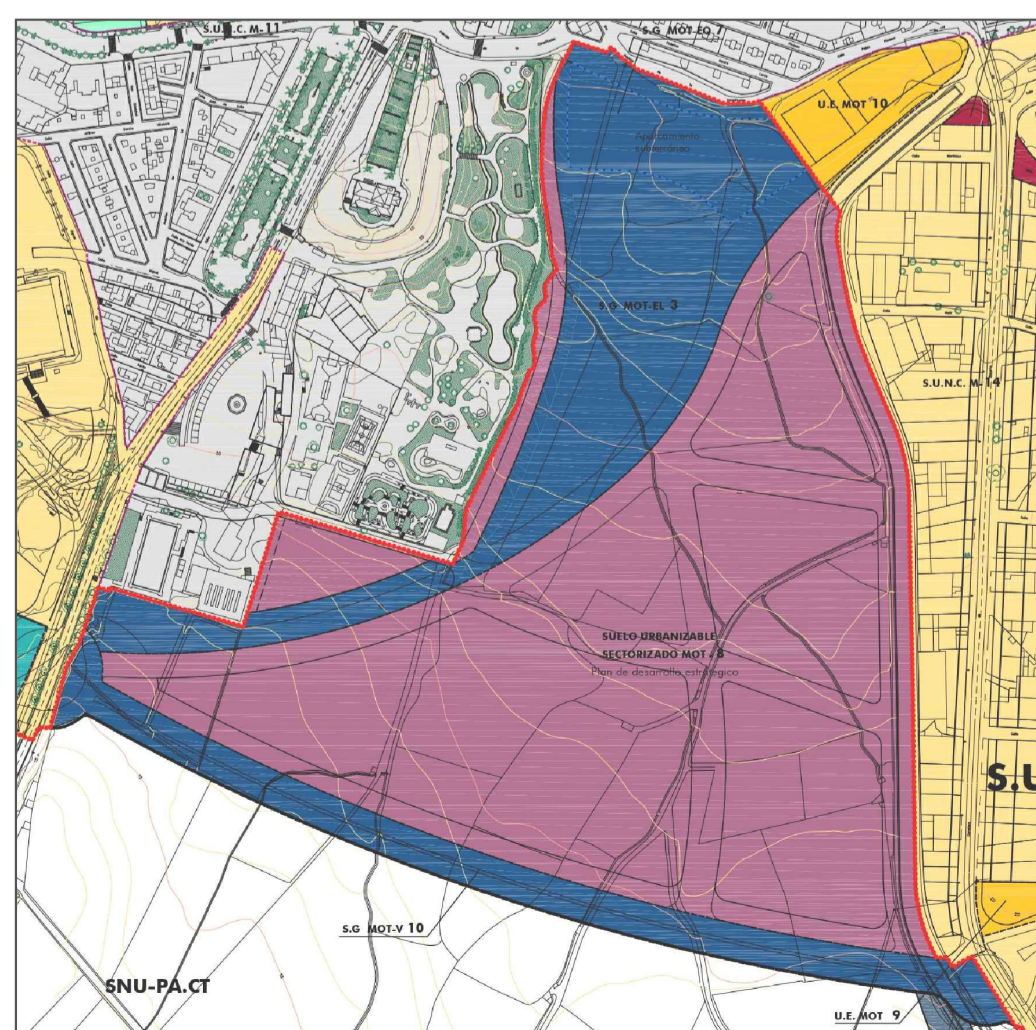 S.U.N.C. M-11
S.G MOT-EQ 7
U.E. MOT 10
Aparcamiento
subterráneo
S.G MOT-EL 3
S.U.N.C. M-14
SUELO URBANIZABLE
SECTORIZADO MOT - 8
Plan de desarrollo estratégico
S.U
S.G MOT-V 10
SNU-PA.CT
U.E. MOT 9